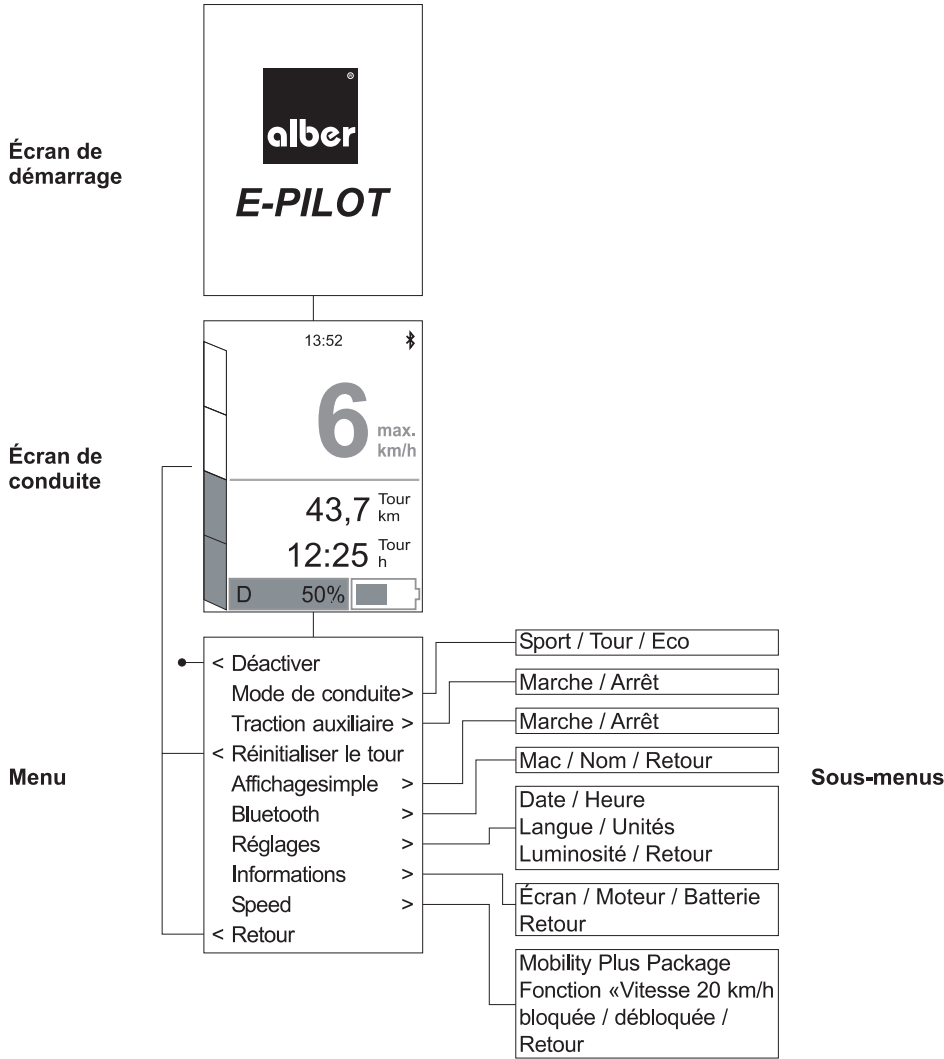 ®
alber
E-PILOT
Écran de
démarrage
13:52
6 max.
km/h
Écran de
conduite
43,7 Tour
km
12:25 Tour
h
D 50%
< Déactiver
Mode de conduite>
Traction auxiliaire >
< Réinitialiser le tour
Affichagesimple >
Bluetooth >
Réglages >
Informations >
Speed >
< Retour
Menu
Sport / Tour / Eco
Marche / Arrêt
Marche / Arrêt
Mac / Nom / Retour
Date / Heure
Langue / Unités
Luminosité / Retour
Écran / Moteur / Batterie
Retour
Mobility Plus Package
Fonction «Vitesse 20 km/h
bloquée / débloquée /
Retour
Sous-menus